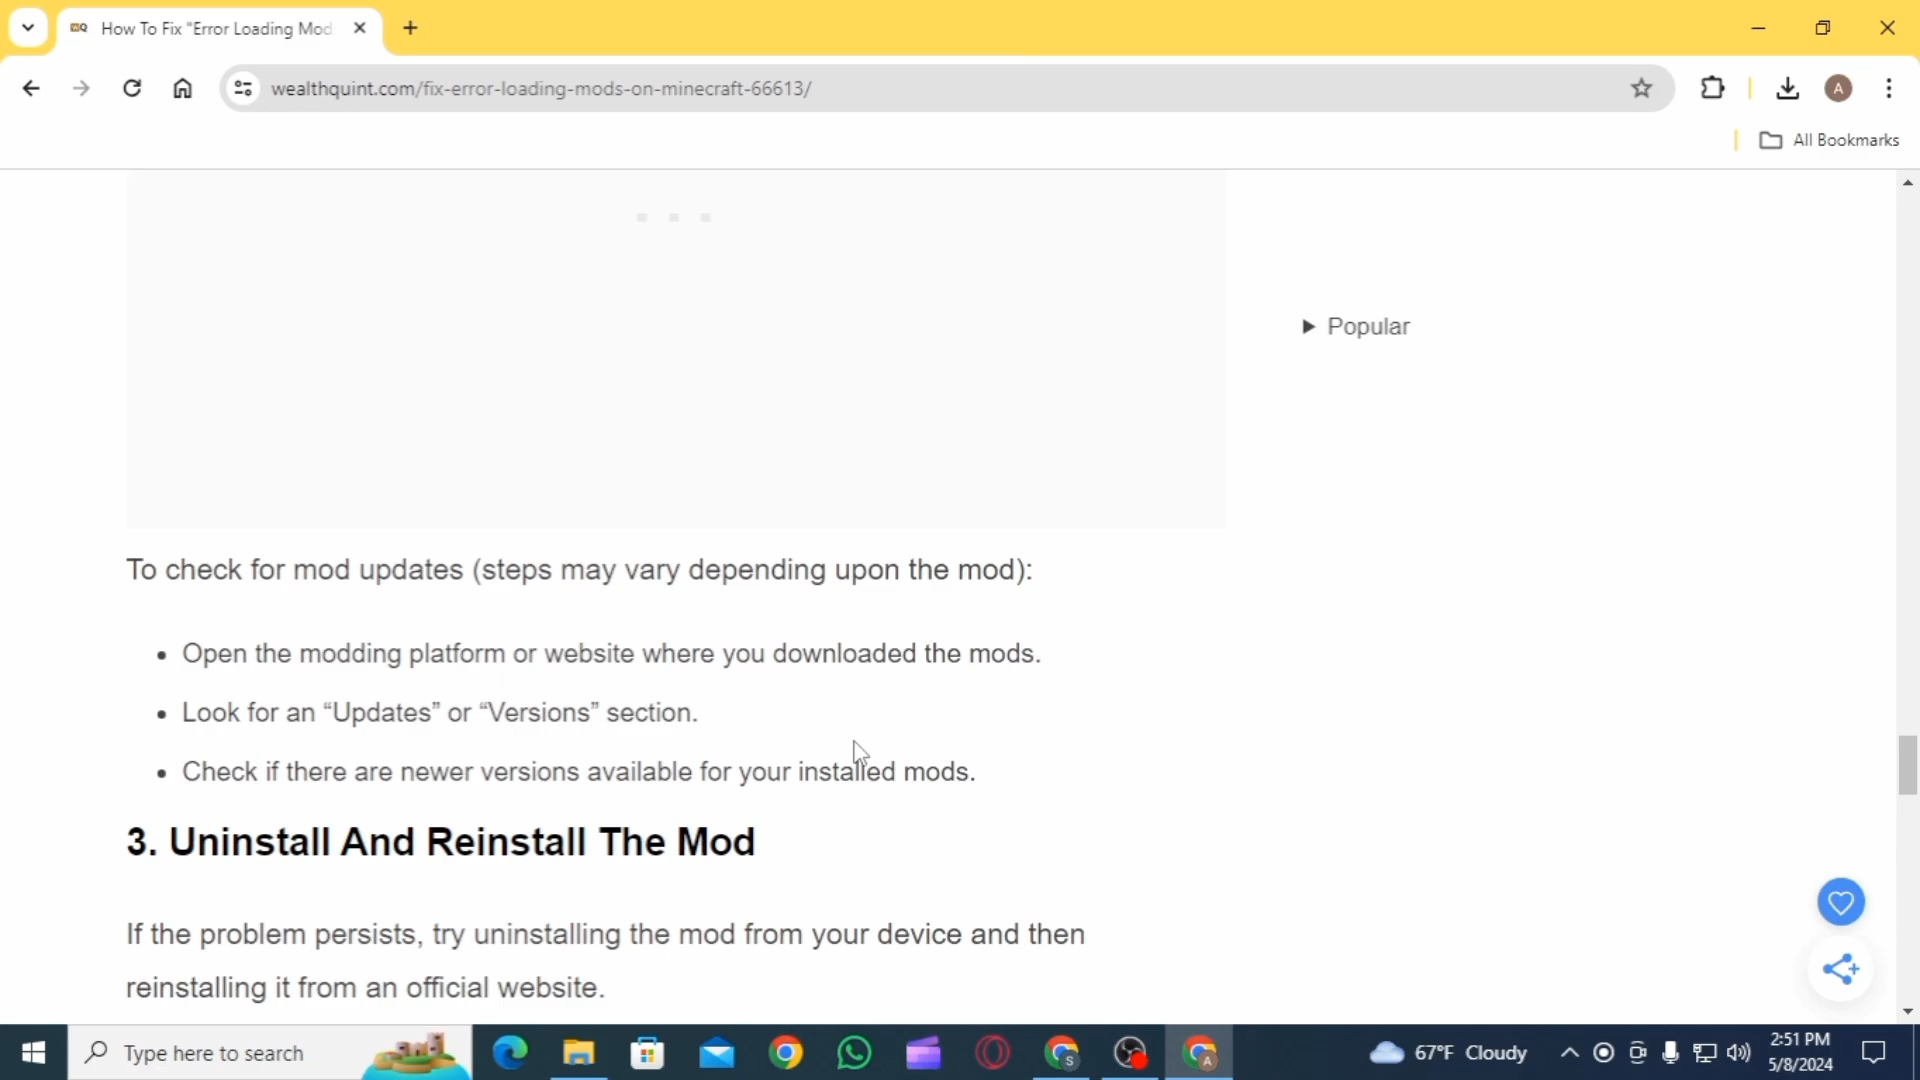 How To Fix "Error Loading Mod
wealthquint.com/fix-error-loading-mods-on-minecraft-66613/
A
All Bookmarks
Popular
To check for mod updates (steps may vary depending upon the mod):
Open the modding platform or website where you downloaded the mods.
Look for an “Updates” or “Versions” section.
Check if there are newer versions available for your installed mods.
3. Uninstall And Reinstall The Mod
If the problem persists, try uninstalling the mod from your device and then
reinstalling it from an official website.
Type here to search
S
A
67°F Cloudy
2:51 PM
5/8/2024